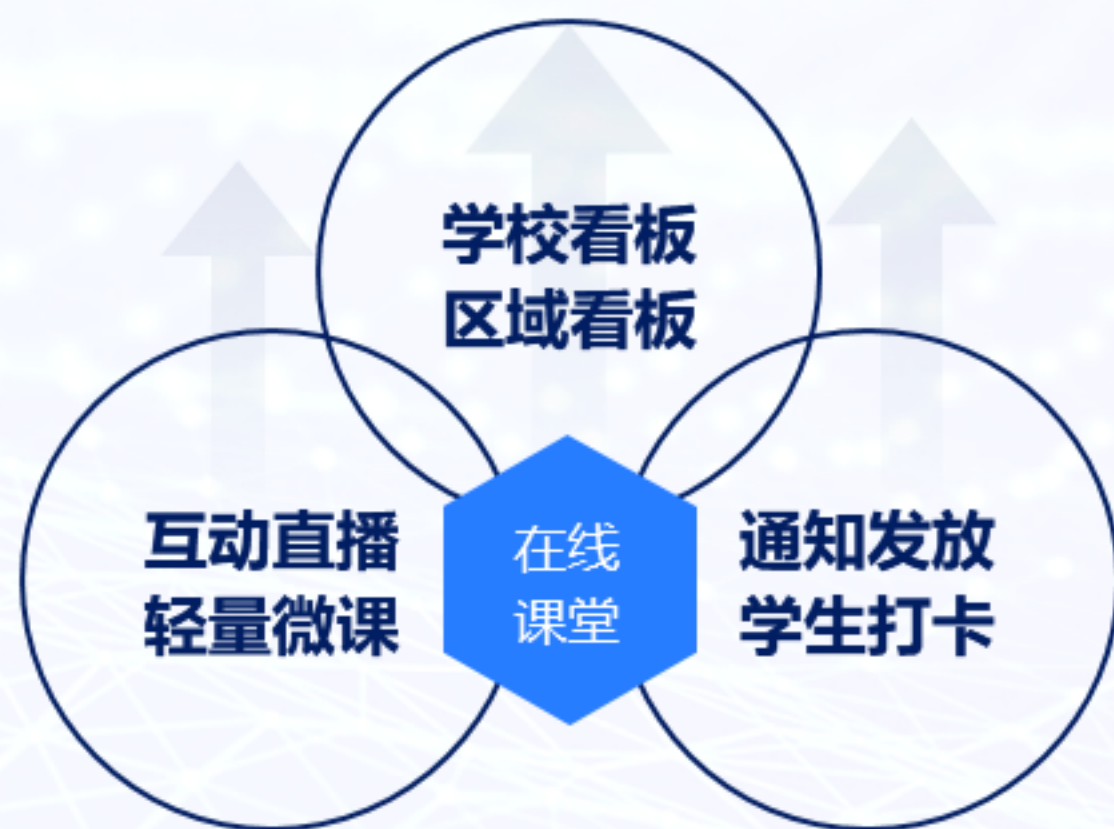 学校看板
区域看板
互动直播
轻量微课
在线
课堂
通知发放
学生打卡